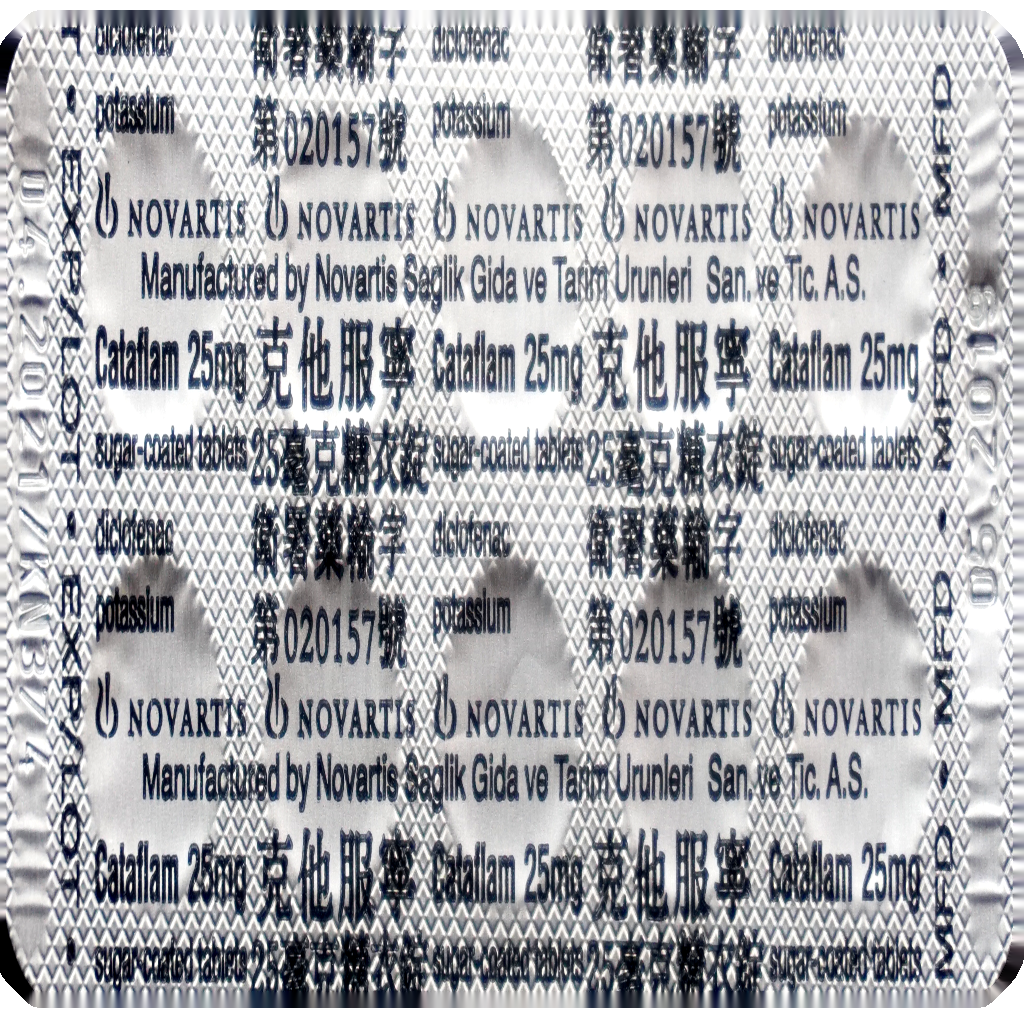 diclofenac 衛署藥輸字 diclofenac 衛署藥輸字 diclofenac
potassium 第020157號 potassium 第020157號 potassium
NOVARTIS NOVARTIS NOVARTIS NOVARTIS NOVARTIS
Manufactured by Novartis Saglik Gida ve Tarim Urunleri San. ve Tic. A.S.
Cataflam 25mg 克他服寧 Cataflam 25mg 克他服寧 Cataflam 25mg
sugar-coated tablets 25毫克糖衣錠 sugar-coated tablets 25毫克糖衣錠 sugar-coated tablets
diclofenac 衛署藥輸字 diclofenac 衛署藥輸字 diclofenac
potassium 第020157號 potassium 第020157號 potassium
NOVARTIS NOVARTIS NOVARTIS NOVARTIS NOVARTIS
Manufactured by Novartis Saglik Gida ve Tarim Urunleri San. ve Tic. A.S.
Cataflam 25mg 克他服寧 Cataflam 25mg 克他服寧 Cataflam 25mg
sugar-coated tablets 25毫克糖衣錠 sugar-coated tablets 25毫克糖衣錠 sugar-coated tablets
T • EXP/LOT • EXP/LOT •
MFD • MFD • MFD • MFD
05.2018